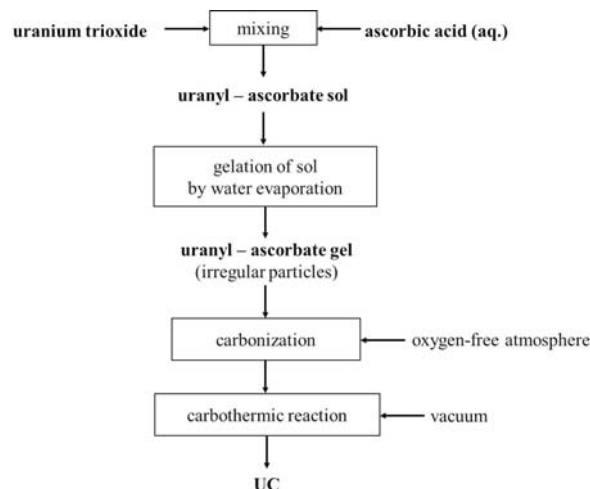 uranium trioxide
mixing
ascorbic acid (aq.)
uranyl – ascorbate sol
gelation of sol
by water evaporation
uranyl – ascorbate gel
(irregular particles)
carbonization
oxygen-free atmosphere
carbothermic reaction
vacuum
UC